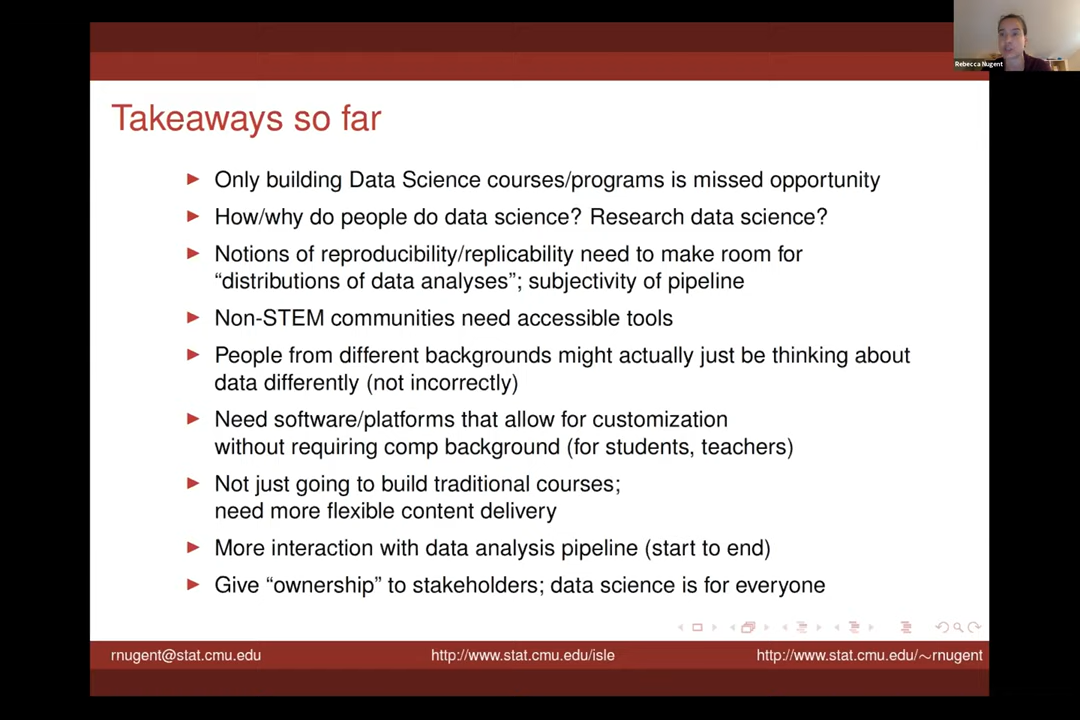 Rebecca Nugent
Takeaways so far
Only building Data Science courses/programs is missed opportunity
How/why do people do data science? Research data science?
Notions of reproducibility/replicability need to make room for
“distributions of data analyses”; subjectivity of pipeline
Non-STEM communities need accessible tools
People from different backgrounds might actually just be thinking about
data differently (not incorrectly)
Need software/platforms that allow for customization
without requiring comp background (for students, teachers)
Not just going to build traditional courses;
need more flexible content delivery
More interaction with data analysis pipeline (start to end)
Give “ownership” to stakeholders; data science is for everyone
rnugent@stat.cmu.edu http://www.stat.cmu.edu/isle http://www.stat.cmu.edu/~rnugent